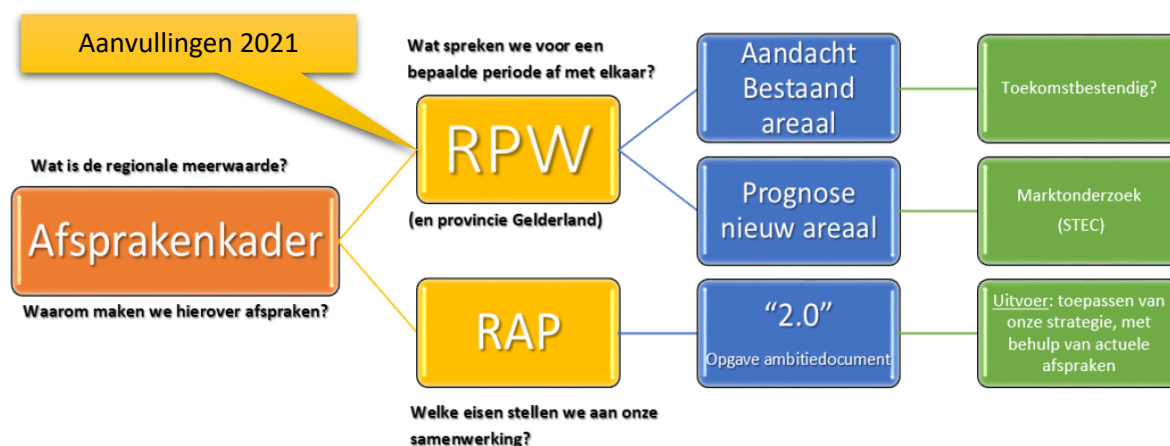 Aanvullingen 2021
Wat is de regionale meerwaarde?
Afsprakenkader
Waarom maken we hierover afspraken?
Wat spreken we voor een
bepaalde periode af met elkaar?
RPW
(en provincie Gelderland)
RAP
Welke eisen stellen we aan onze
samenwerking?
Aandacht
Bestaand
areaal
Prognose
nieuw areaal
“2.0”
Opgave ambitiedocument
Toekomstbestendig?
Marktonderzoek
(STEC)
Uitvoer: toepassen van
onze strategie, met
behulp van actuele
afspraken